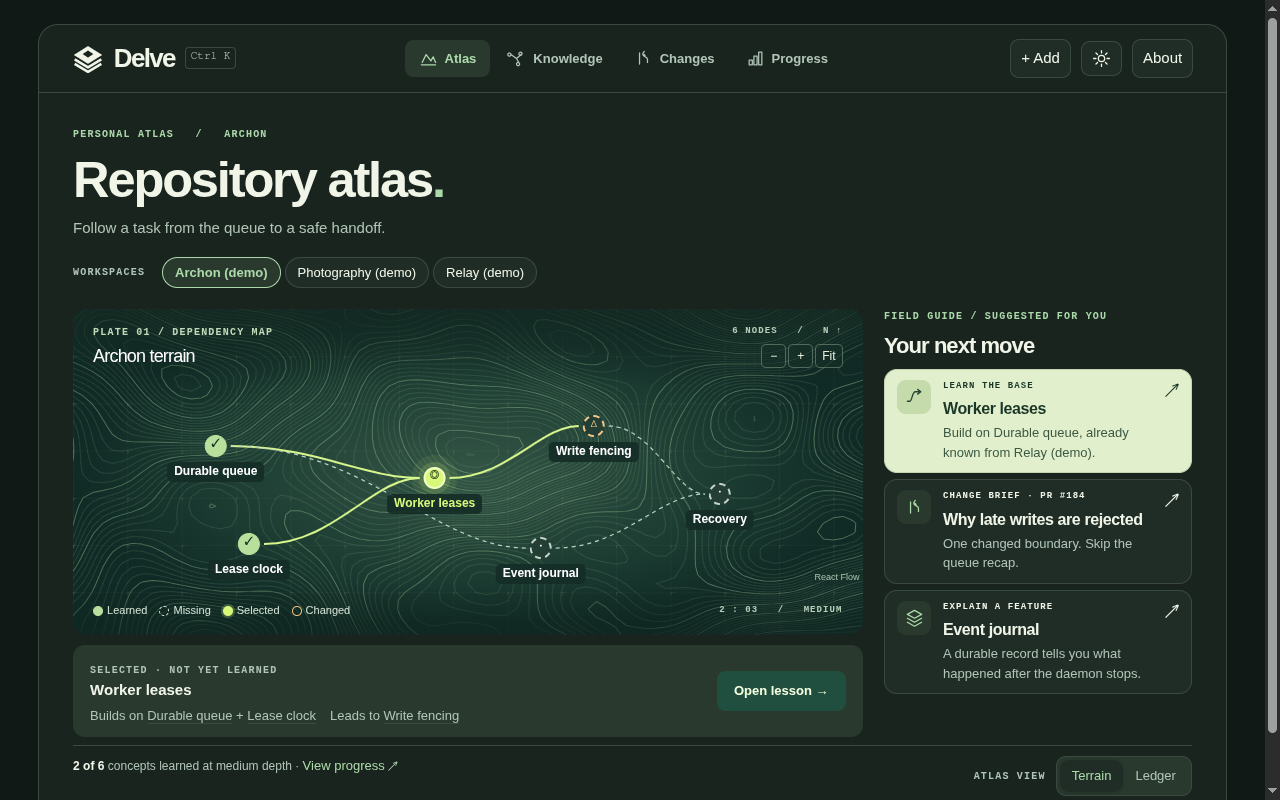 Delve
Ctrl K
Atlas
Knowledge
Changes
Progress
+ Add
About
PERSONAL ATLAS / ARCHON
Repository atlas.
Follow a task from the queue to a safe handoff.
WORKSPACES
Archon (demo)
Photography (demo)
Relay (demo)
PLATE 01 / DEPENDENCY MAP
6 NODES / N ↑
Archon terrain
− + Fit
Durable queue
Worker leases
Write fencing
Recovery
Lease clock
Event journal
React Flow
Learned
Missing
Selected
Changed
2 : 03 / MEDIUM
SELECTED · NOT YET LEARNED
Worker leases
Builds on Durable queue + Lease clock Leads to Write fencing
Open lesson →
FIELD GUIDE / SUGGESTED FOR YOU
Your next move
LEARN THE BASE
Worker leases
Build on Durable queue, already
known from Relay (demo).
CHANGE BRIEF · PR #184
Why late writes are rejected
One changed boundary. Skip the
queue recap.
EXPLAIN A FEATURE
Event journal
A durable record tells you what
happened after the daemon stops.
2 of 6 concepts learned at medium depth · View progress ↗
ATLAS VIEW
Terrain
Ledger